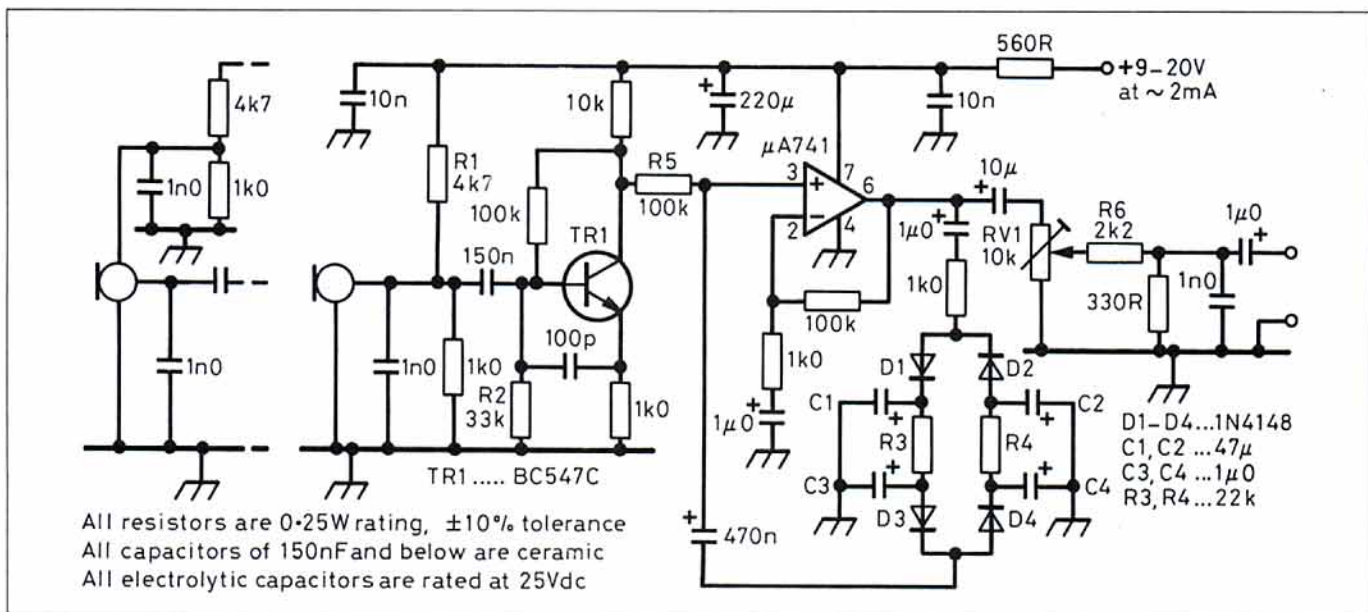 560R
+9–20V
at ~ 2mA
4k7
10n
10k
220µ
10n
µA741
R1
4k7
R5
100k
10µ
3
+
7
6
1n0
1k0
100k
TR1
–
2
4
1µ0
RV1
10k
R6
2k2
1µ0
150n
1k0
330R
1n0
100k
1n0
1n0
1k0
100p
1k0
D1
D2
R2
33k
1k0
1µ0
C1
C2
R3
R4
D1–D4...1N4148
C1, C2 ...47µ
C3, C4 ...1µ0
R3, R4...22k
TR1 ..... BC547C
C3
C4
D3
D4
All resistors are 0·25W rating, ±10% tolerance
All capacitors of 150nF and below are ceramic
All electrolytic capacitors are rated at 25Vdc
470n